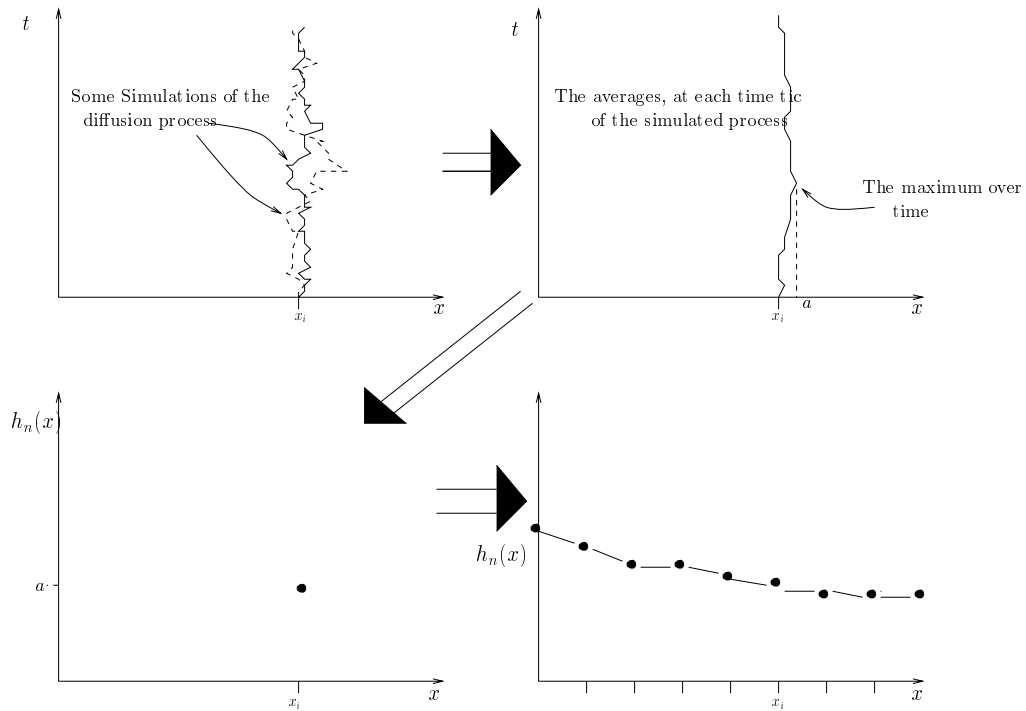 t
Some Simulations of the
diffusion process
x
x_i
t
The averages, at each time tic
of the simulated process
The maximum over
time
a
x
x_i
h_n(x)
a
x
x_i
h_n(x)
x
x_i